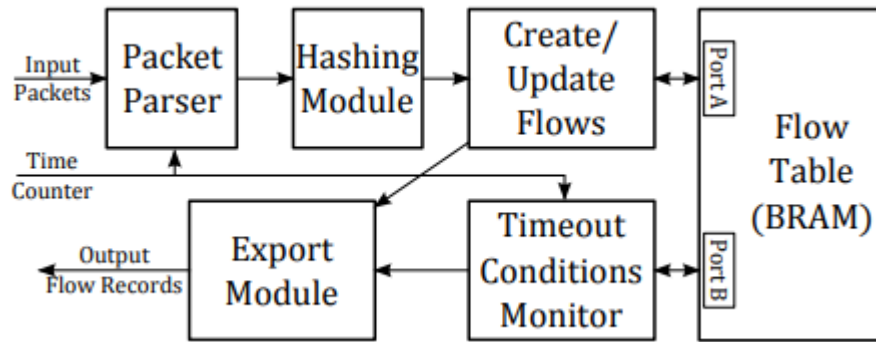 Input
Packets
Packet
Parser
Hashing
Module
Create/
Update
Flows
Port A
Flow
Table
(BRAM)
Time
Counter
Output
Flow Records
Export
Module
Timeout
Conditions
Monitor
Port B